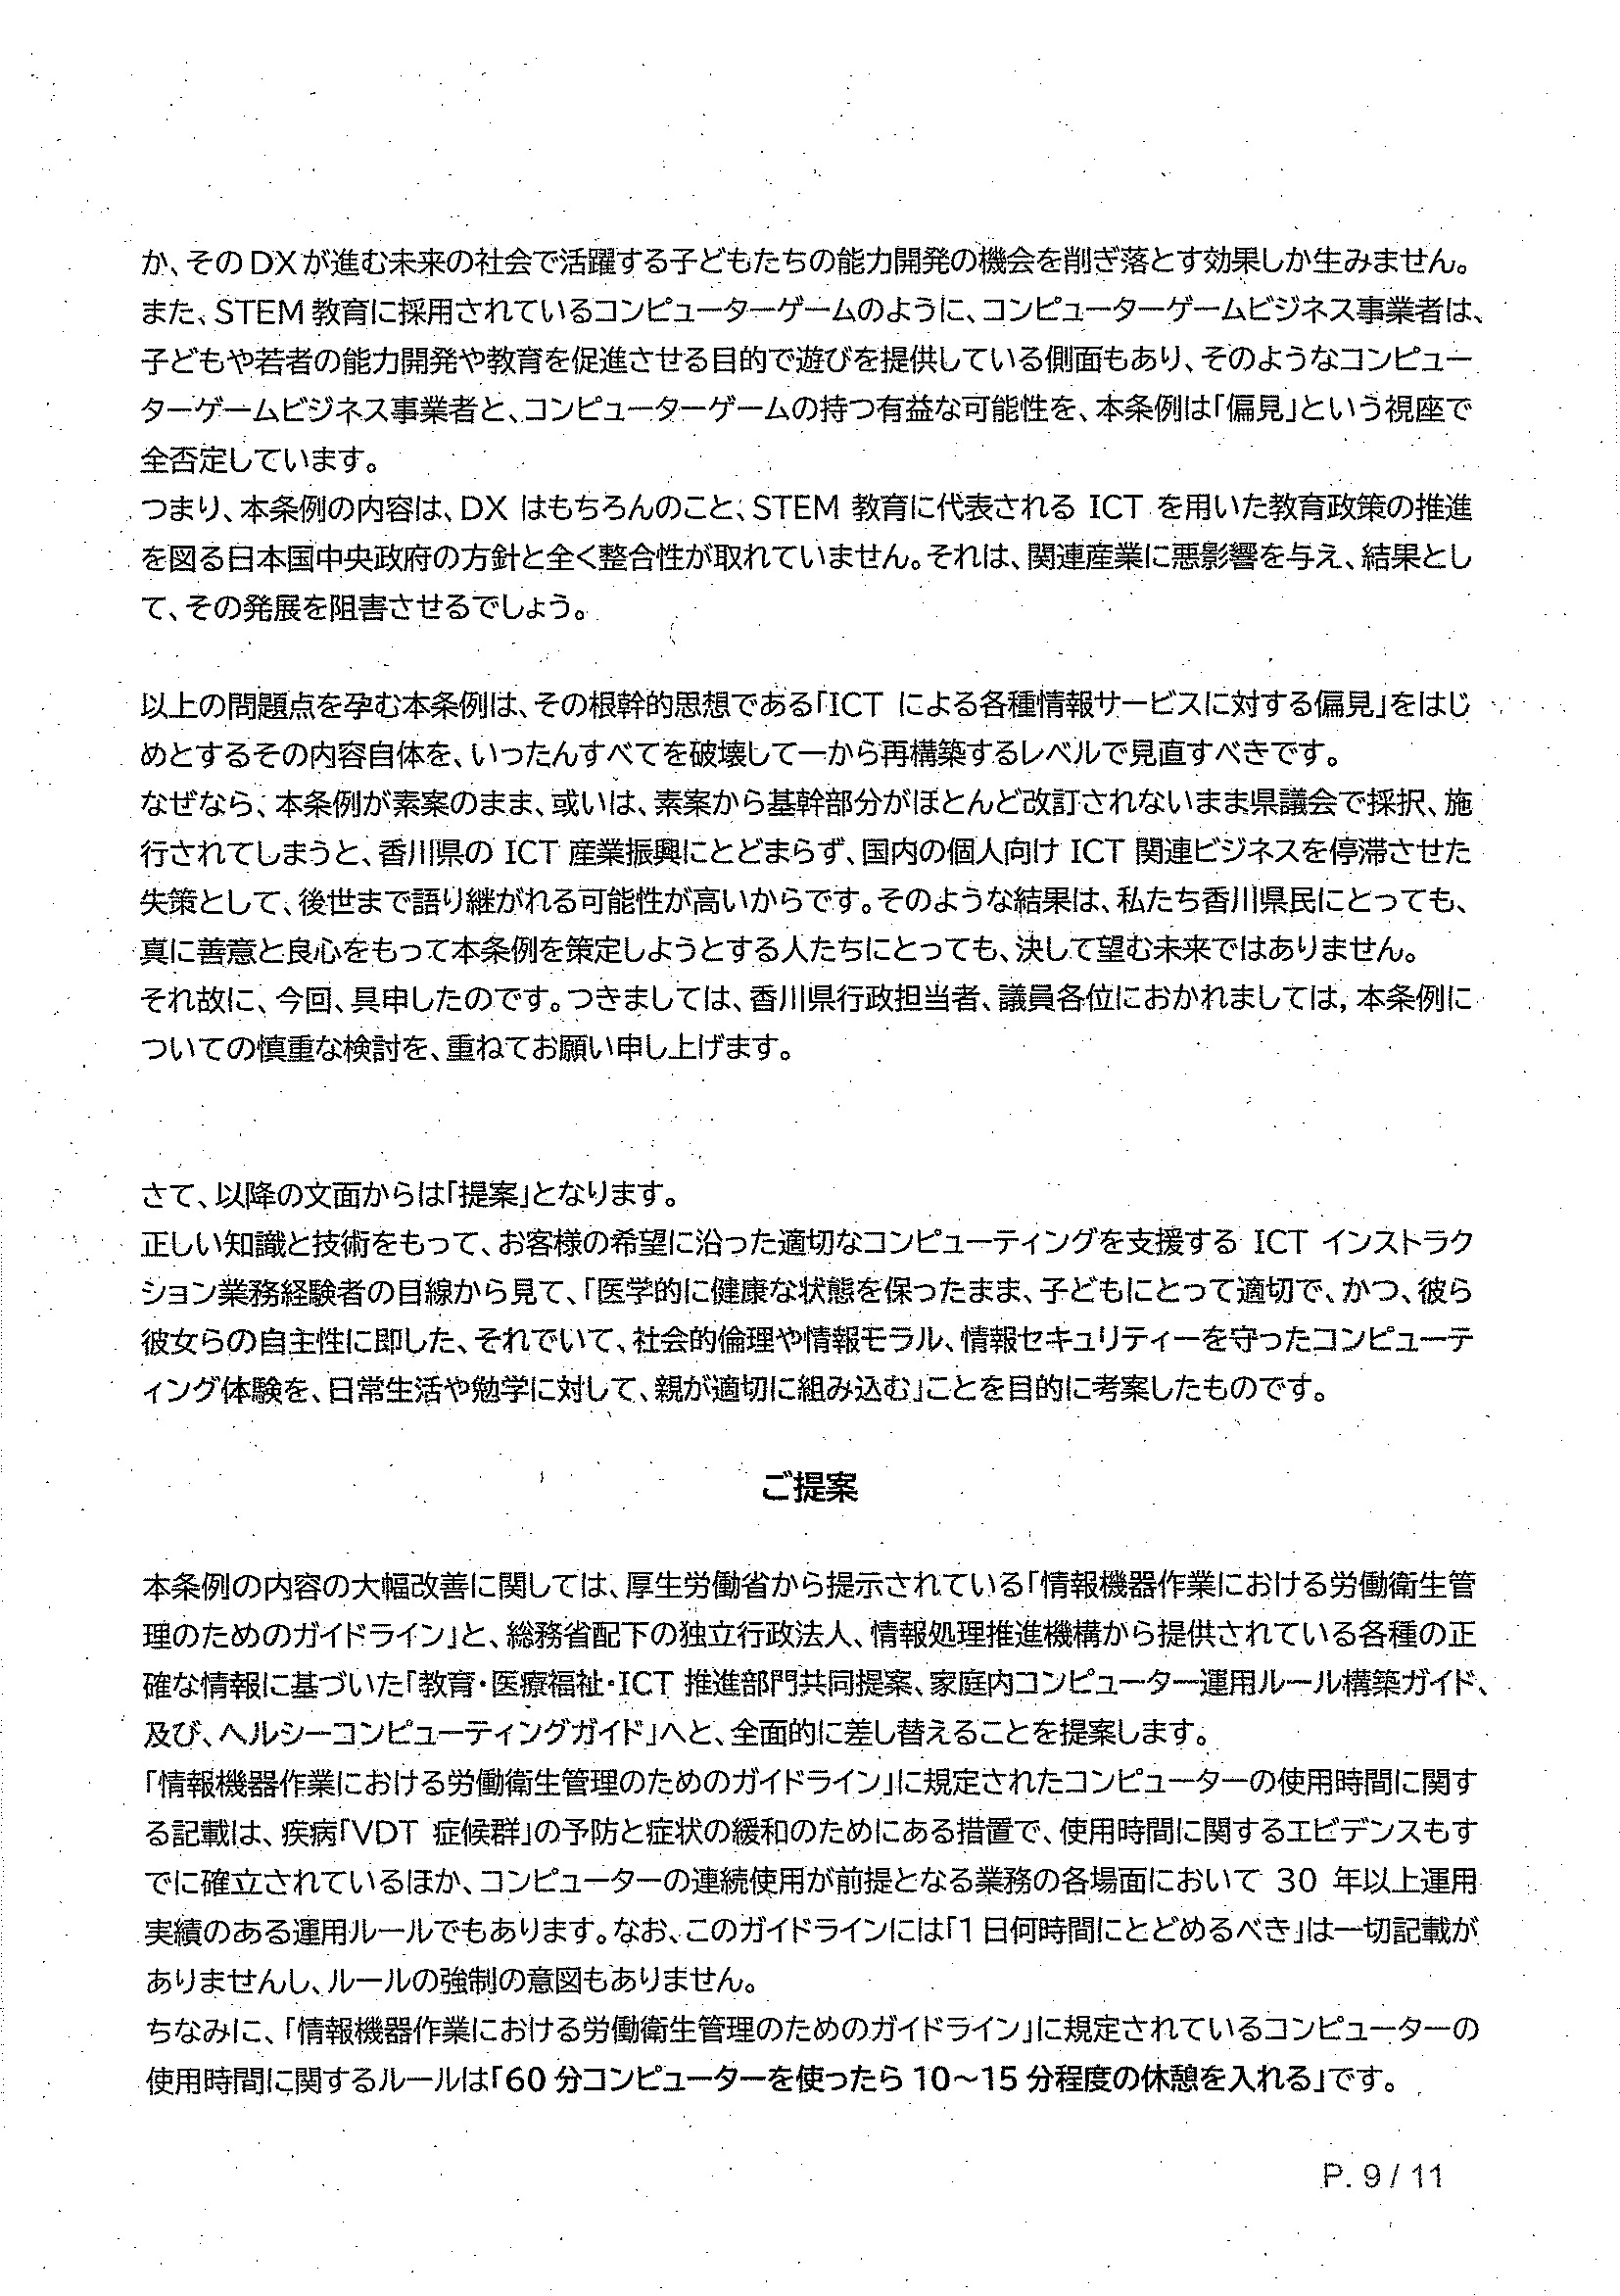 か、そのDXが進む未来の社会で活躍する子どもたちの能力開発の機会を削ぎ落とす効果しか生みません。
また、STEM教育に採用されているコンピューターゲームのように、コンピューターゲームビジネス事業者は、
子どもや若者の能力開発や教育を促進させる目的で遊びを提供している側面もあり、そのようなコンピュー
ターゲームビジネス事業者と、コンピューターゲームの持つ有益な可能性を、本条例は「偏見」という視座で
全否定しています。
つまり、本条例の内容は、DX はもちろんのこと、STEM 教育に代表される ICT を用いた教育政策の推進
を図る日本国中央政府の方針と全く整合性が取れていません。それは、関連産業に悪影響を与え、結果とし
て、その発展を阻害させるでしょう。
以上の問題点を孕む本条例は、その根幹的思想である「ICT による各種情報サービスに対する偏見」をはじ
めとするその内容自体を、いったんすべてを破壊して一から再構築するレベルで見直すべきです。
なぜなら、本条例が素案のまま、或いは、素案から基幹部分がほとんど改訂されないまま県議会で採択、施
行されてしまうと、香川県の ICT 産業振興にとどまらず、国内の個人向け ICT 関連ビジネスを停滞させた
失策として、後世まで語り継がれる可能性が高いからです。そのような結果は、私たち香川県民にとっても、
真に善意と良心をもって本条例を策定しようとする人たちにとっても、決して望む未来ではありません。
それ故に、今回、具申したのです。つきましては、香川県行政担当者、議員各位におかれましては, 本条例に
ついての慎重な検討を、重ねてお願い申し上げます。
さて、以降の文面からは「提案」となります。
正しい知識と技術をもって、お客様の希望に沿った適切なコンピューティングを支援する ICT インストラク
ション業務経験者の目線から見て、「医学的に健康な状態を保ったまま、子どもにとって適切で、かつ、彼ら
彼女らの自主性に即した、それでいて、社会的倫理や情報モラル、情報セキュリティーを守ったコンピューテ
ィング体験を、日常生活や勉学に対して、親が適切に組み込む」ことを目的に考案したものです。
ご提案
本条例の内容の大幅改善に関しては、厚生労働省から提示されている「情報機器作業における労働衛生管
理のためのガイドライン」と、総務省配下の独立行政法人、情報処理推進機構から提供されている各種の正
確な情報に基づいた「教育・医療福祉・ICT 推進部門共同提案、家庭内コンピューター運用ルール構築ガイド、
及び、ヘルシーコンピューティングガイド」へと、全面的に差し替えることを提案します。
「情報機器作業における労働衛生管理のためのガイドライン」に規定されたコンピューターの使用時間に関す
る記載は、疾病「VDT 症候群」の予防と症状の緩和のためにある措置で、使用時間に関するエビデンスもす
でに確立されているほか、コンピューターの連続使用が前提となる業務の各場面において 30 年以上運用
実績のある運用ルールでもあります。なお、このガイドラインには「1 日何時間にとどめるべき」は一切記載が
ありませんし、ルールの強制の意図もありません。
ちなみに、「情報機器作業における労働衛生管理のためのガイドライン」に規定されているコンピューターの
使用時間に関するルールは「60 分コンピューターを使ったら 10～15 分程度の休憩を入れる」です。
P. 9 / 11